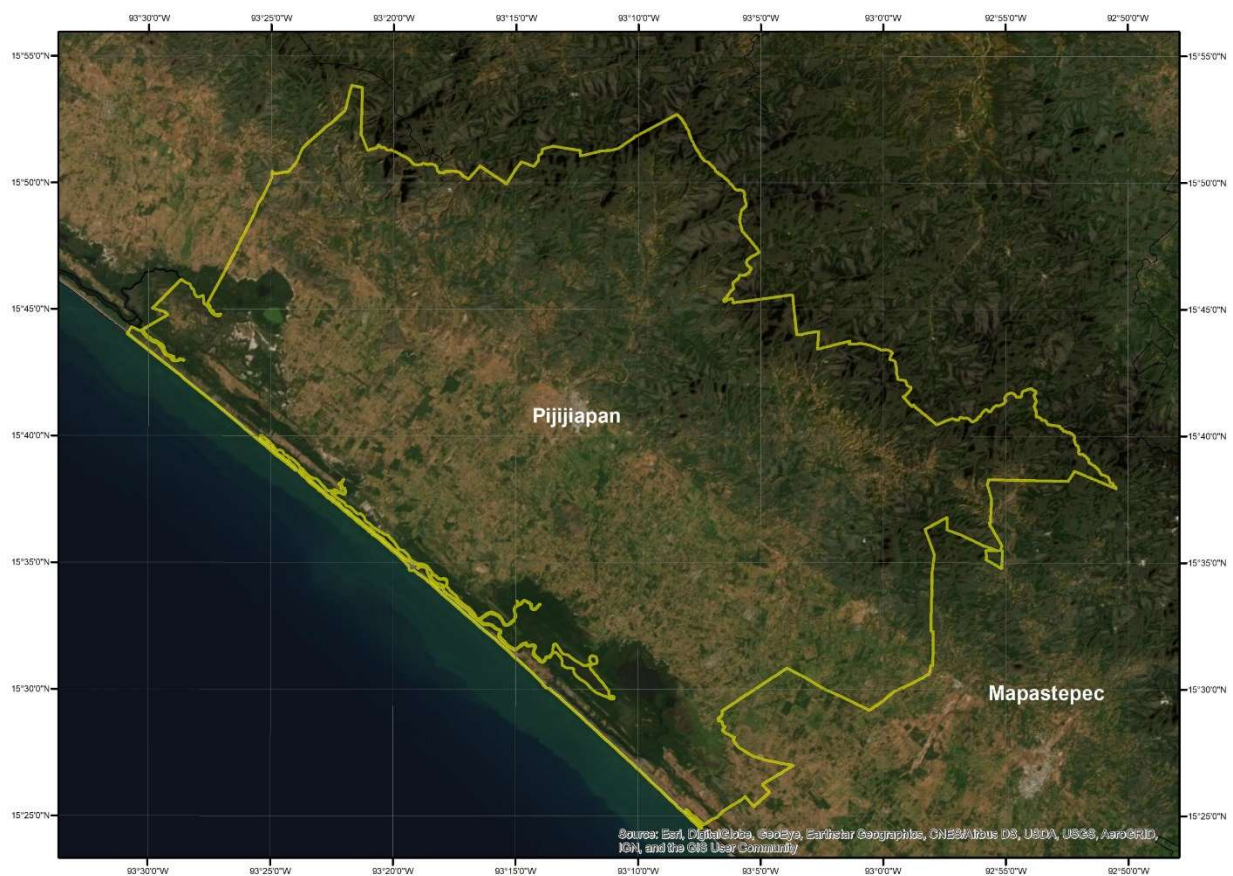 93°30'0"W 93°25'0"W 93°20'0"W 93°15'0"W 93°10'0"W 93°5'0"W 93°0'0"W 92°55'0"W 92°50'0"W
15°55'0"N 15°55'0"N
15°50'0"N 15°50'0"N
15°45'0"N 15°45'0"N
Pijijiapan
15°40'0"N 15°40'0"N
15°35'0"N 15°35'0"N
15°30'0"N Mapastepec 15°30'0"N
15°25'0"N 15°25'0"N
Source: Esri, DigitalGlobe, GeoEye, Earthstar Geographics, CNES/Airbus DS, USDA, USGS, AeroGRID,
IGN, and the GIS User Community
93°30'0"W 93°25'0"W 93°20'0"W 93°15'0"W 93°10'0"W 93°5'0"W 93°0'0"W 92°55'0"W 92°50'0"W